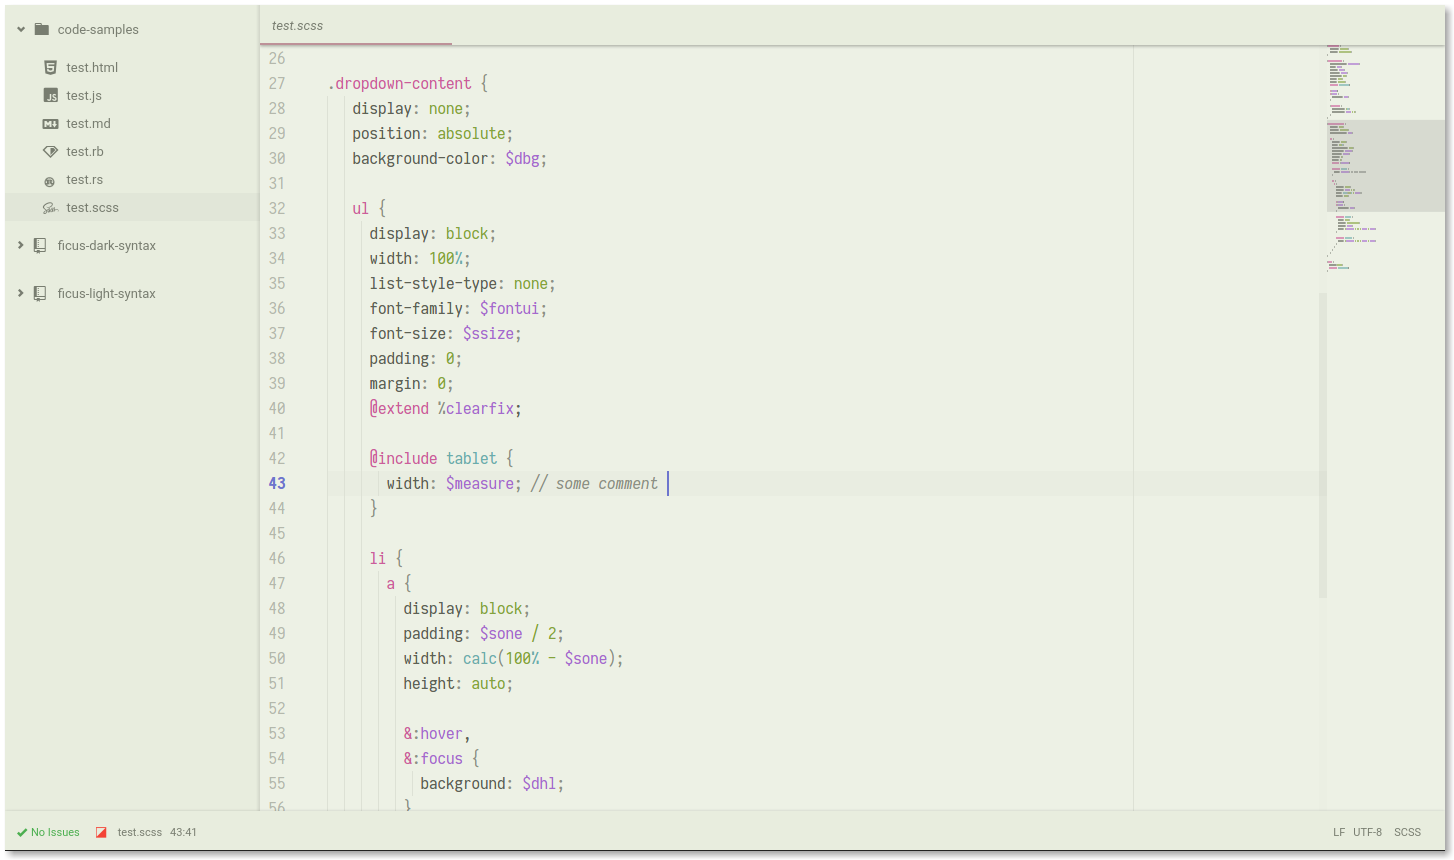 code-samples
test.html
test.js
test.md
test.rb
test.rs
test.scss
ficus-dark-syntax
ficus-light-syntax
test.scss
26
27 .dropdown-content {
28 display: none;
29 position: absolute;
30 background-color: $dbg;
31
32 ul {
33 display: block;
34 width: 100%;
35 list-style-type: none;
36 font-family: $fontui;
37 font-size: $ssize;
38 padding: 0;
39 margin: 0;
40 @extend %clearfix;
41
42 @include tablet {
43 width: $measure; // some comment
44 }
45
46 li {
47 a {
48 display: block;
49 padding: $sone / 2;
50 width: calc(100% - $sone);
51 height: auto;
52
53 &:hover,
54 &:focus {
55 background: $dhl;
56 }
No Issues test.scss 43:41 LF UTF-8 SCSS